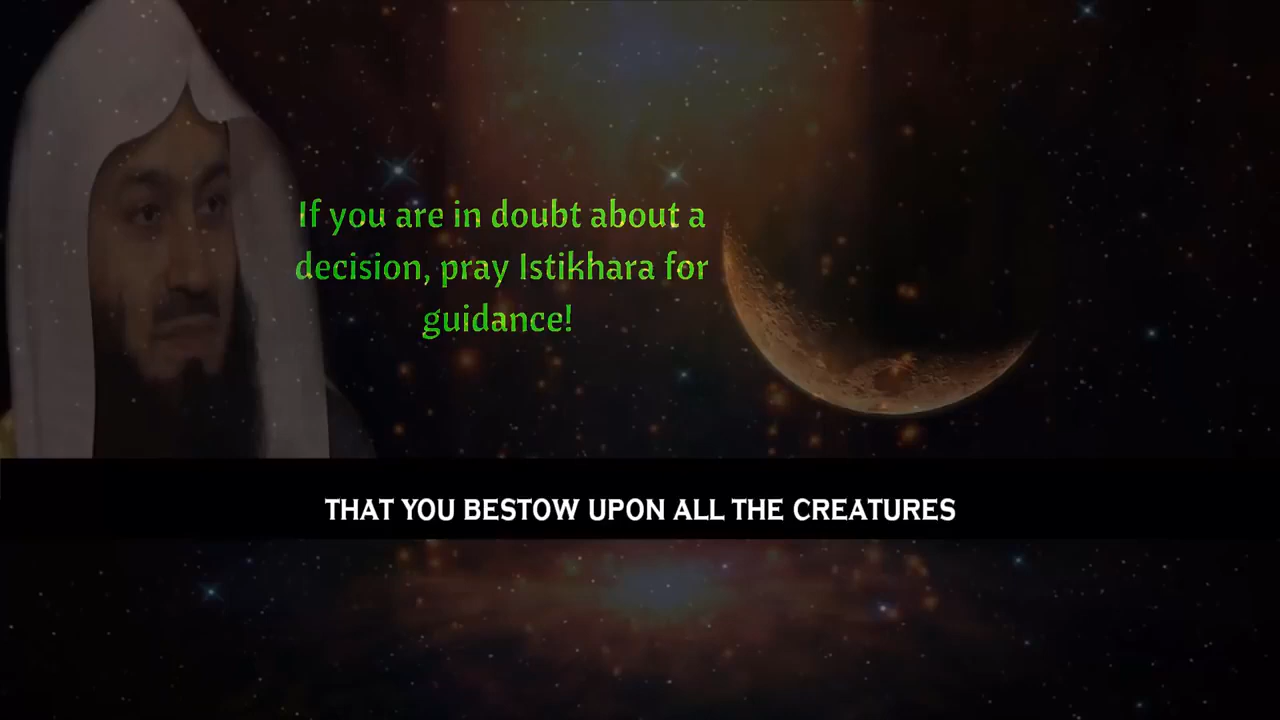 If you are in doubt about a
decision, pray Istikhara for
guidance!
THAT YOU BESTOW UPON ALL THE CREATURES